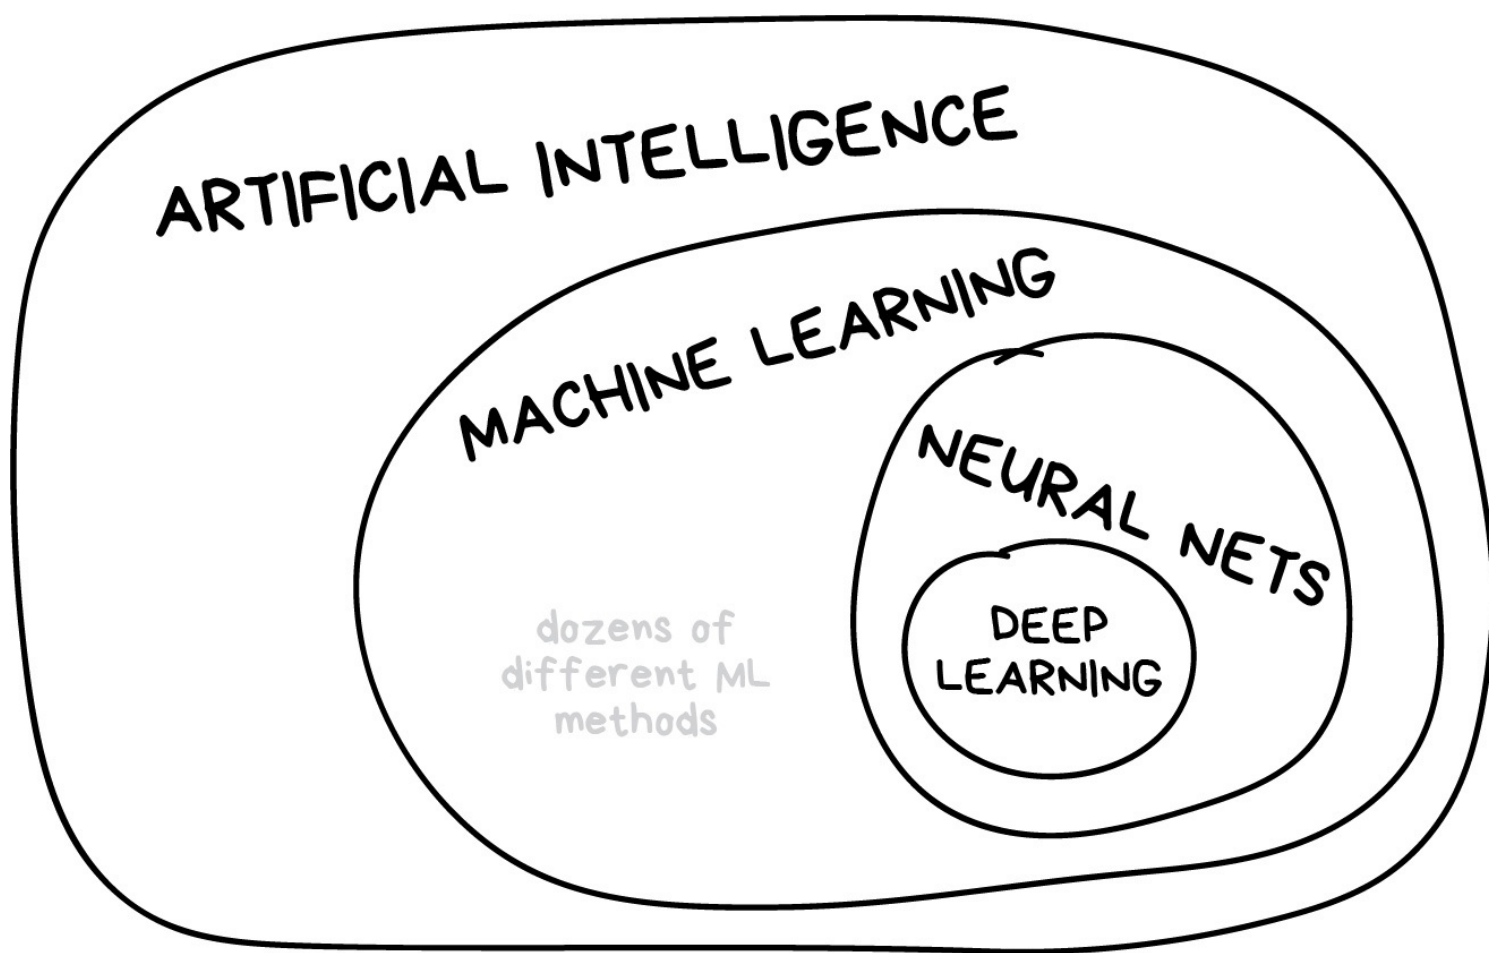 ARTIFICIAL INTELLIGENCE
MACHINE LEARNING
NEURAL NETS
DEEP
LEARNING
dozens of
different ML
methods